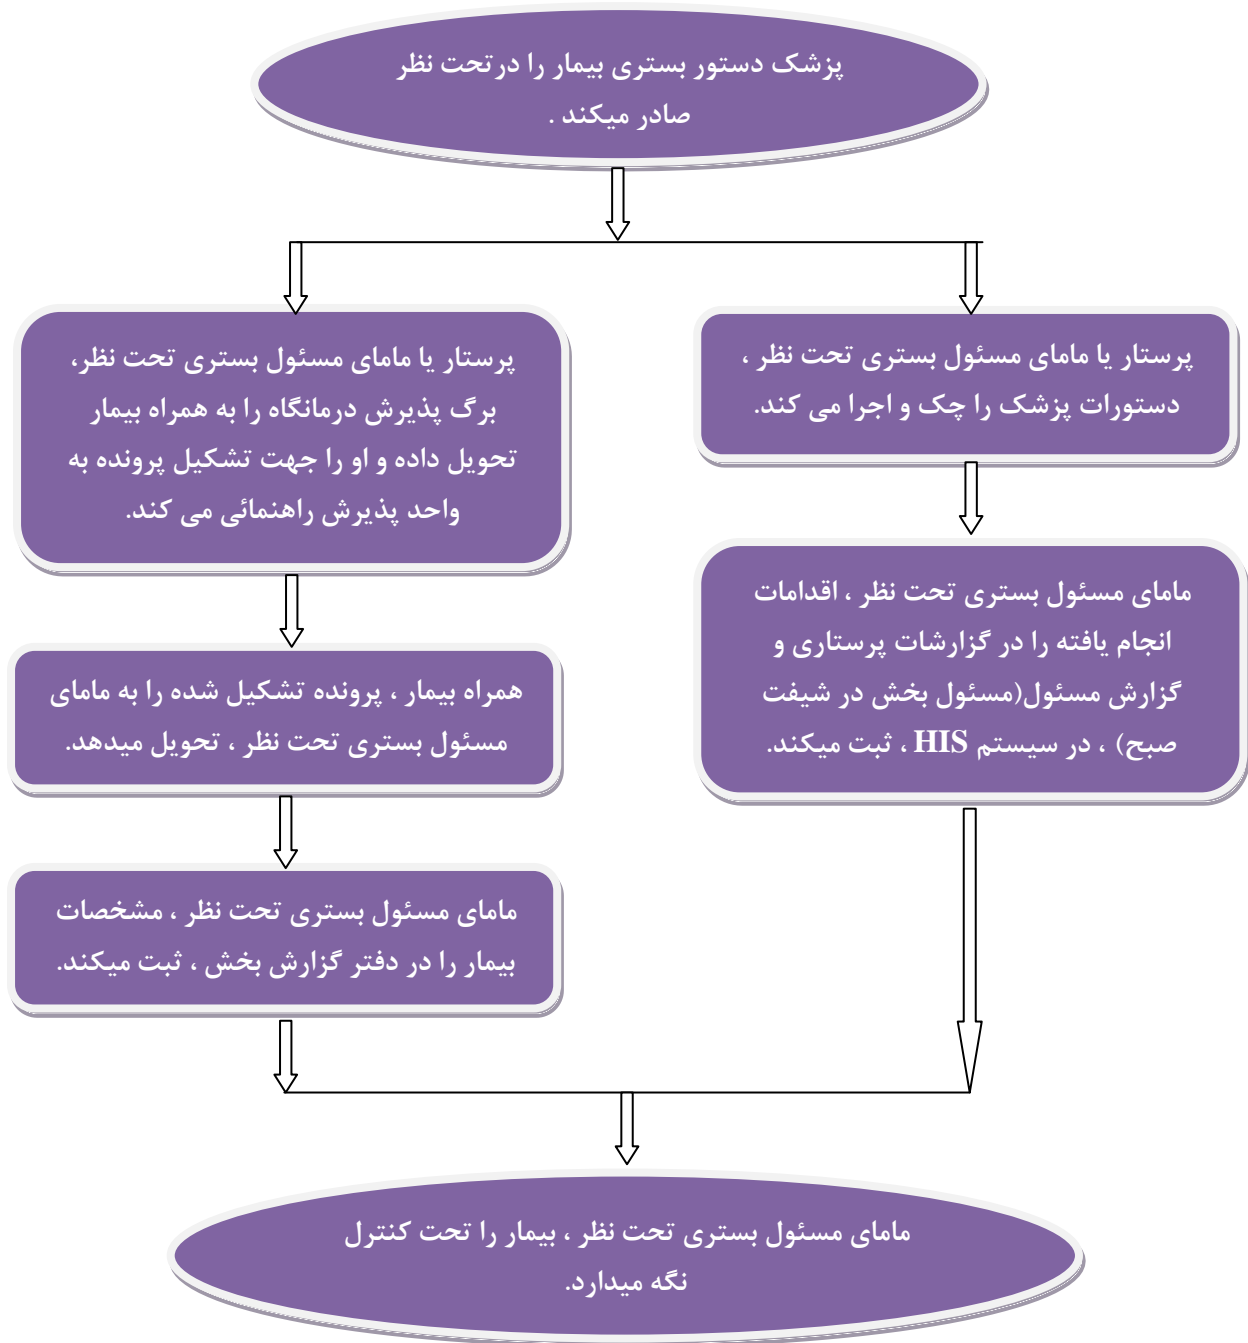 پزشک دستور بستری بیمار را درتحت نظر
صادر میکند .
پرستار یا مامای مسئول بستری تحت نظر ،
دستورات پزشک را چک و اجرا می کند.
مامای مسئول بستری تحت نظر ، اقدامات
انجام یافته را در گزارشات پرستاری و
گزارش مسئول(مسئول بخش در شیفت
صبح) ، در سیستم HIS ، ثبت میکند.
پرستار یا مامای مسئول بستری تحت نظر،
برگ پذیرش درمانگاه را به همراه بیمار
تحویل داده و او را جهت تشکیل پرونده به
واحد پذیرش راهنمائی می کند.
همراه بیمار ، پرونده تشکیل شده را به مامای
مسئول بستری تحت نظر ، تحویل میدهد.
مامای مسئول بستری تحت نظر ، مشخصات
بیمار را در دفتر گزارش بخش ، ثبت میکند.
مامای مسئول بستری تحت نظر ، بیمار را تحت کنترل
نگه میدارد.